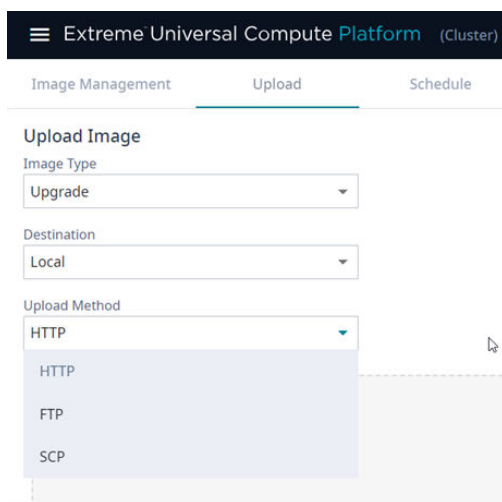 Extreme Universal Compute Platform (Cluster)
Image Management Upload Schedule
Upload Image
Image Type
Upgrade
Destination
Local
Upload Method
HTTP
HTTP
FTP
SCP